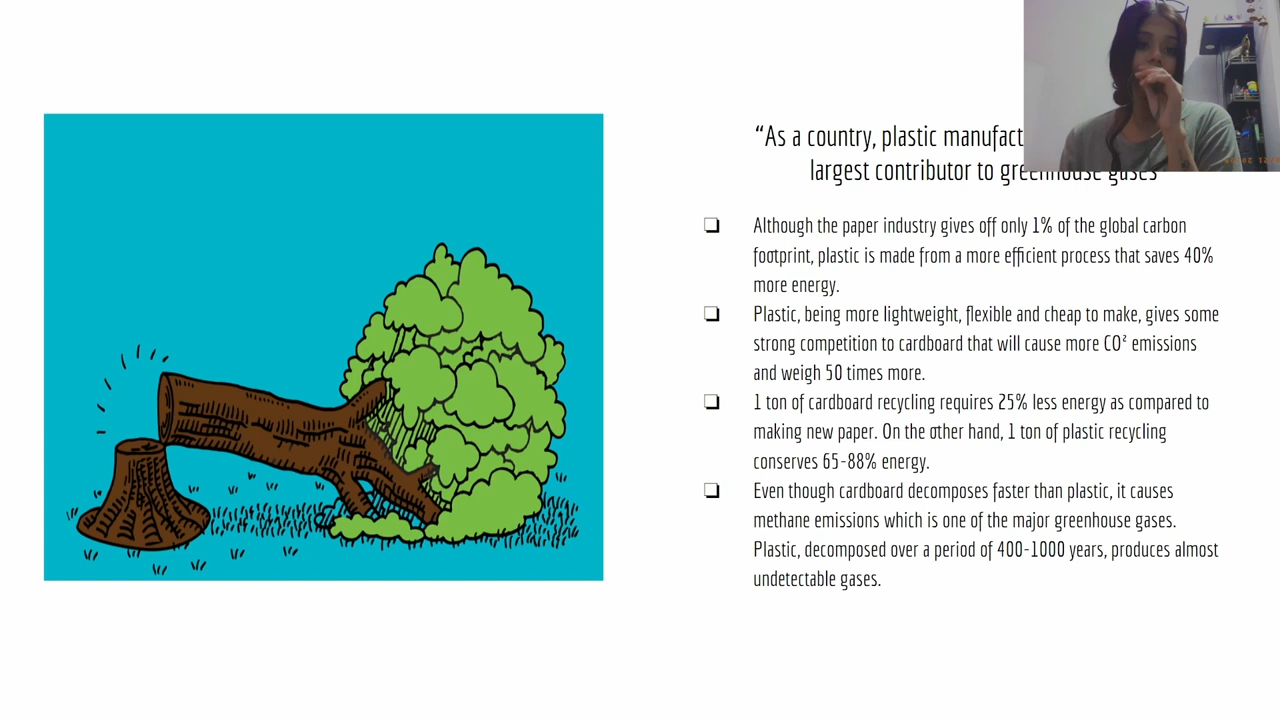 “As a country, plastic manufact
largest contributor to greenhouse gases
❏ Although the paper industry gives off only 1% of the global carbon
footprint, plastic is made from a more efficient process that saves 40%
more energy.
❏ Plastic, being more lightweight, flexible and cheap to make, gives some
strong competition to cardboard that will cause more CO² emissions
and weigh 50 times more.
❏ 1 ton of cardboard recycling requires 25% less energy as compared to
making new paper. On the other hand, 1 ton of plastic recycling
conserves 65-88% energy.
❏ Even though cardboard decomposes faster than plastic, it causes
methane emissions which is one of the major greenhouse gases.
Plastic, decomposed over a period of 400-1000 years, produces almost
undetectable gases.